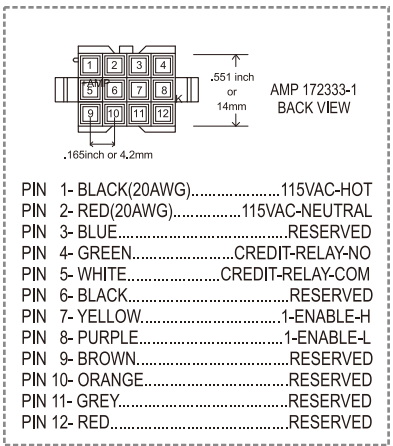 1 2 3 4
+AMP
5 6 7 8
K
9 10 11 12
.551 inch
or
14mm
AMP 172333-1
BACK VIEW
.165inch or 4.2mm
PIN 1- BLACK(20AWG)....................115VAC-HOT
PIN 2- RED(20AWG)...............115VAC-NEUTRAL
PIN 3- BLUE...................................RESERVED
PIN 4- GREEN.....................CREDIT-RELAY-NO
PIN 5- WHITE...................CREDIT-RELAY-COM
PIN 6- BLACK.................................RESERVED
PIN 7- YELLOW.............................1-ENABLE-H
PIN 8- PURPLE.............................1-ENABLE-L
PIN 9- BROWN...............................RESERVED
PIN 10- ORANGE.............................RESERVED
PIN 11- GREY..................................RESERVED
PIN 12- RED....................................RESERVED